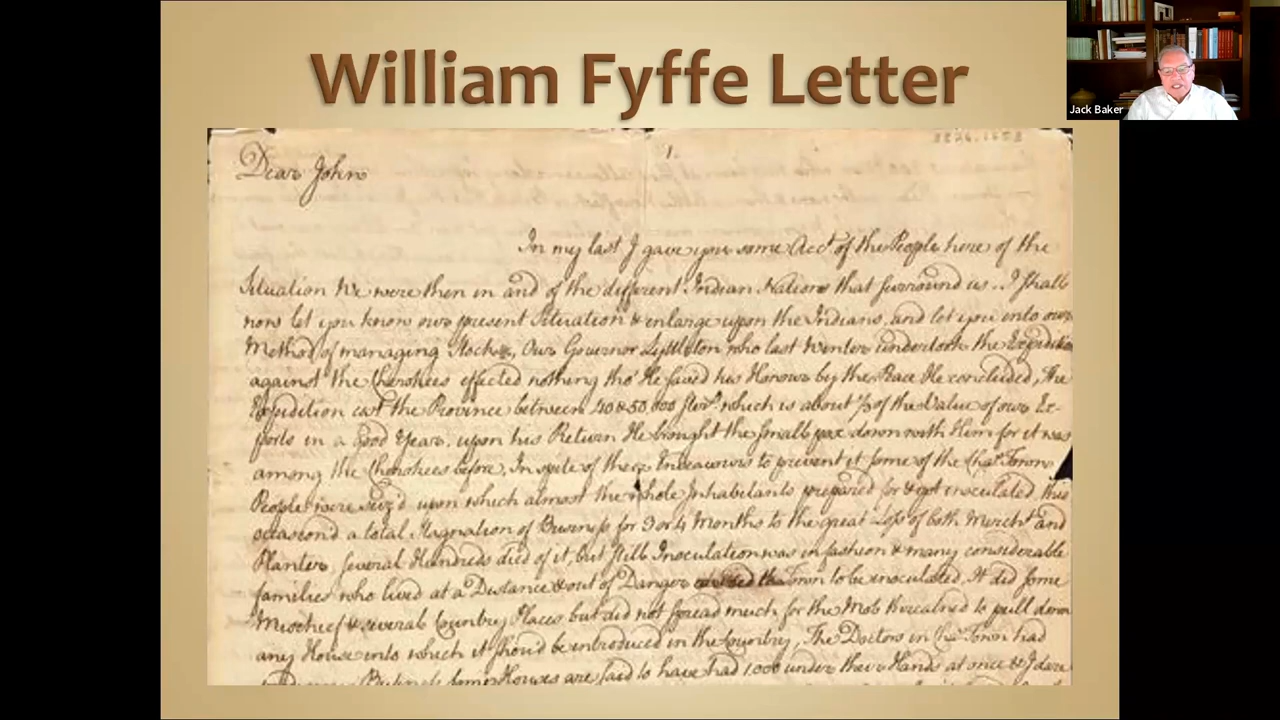 William Fyffe Letter
Jack Baker
1.
Dear John
In my last I gave you some Acct. of the People here of the
Situation We were then in and of the different Indian Nations that surround us. I shall
now let you know our present Situation & enlarge upon the Indians, and let you into our
Method of managing Stocks, Our Governor Lyttleton who last Winter undertook the Expedition
against the Cherokees effected nothing tho' He saved his Honour by the Peace He concluded, The
Expedition cost the Province between 40 & 50,000 which is about of the Value of our Ex-
ports in a good Year. upon his Return He brought the small pox down with Him for it was
among the Cherokees before, In spite of Endeavours to prevent it some of the Chas. Town
People were seiz'd upon which almost the whole Inhabitants prepared for & got inoculated, this
occasion'd a total Stagnation of Business for 3 or 4 Months to the great Loss of both Mercht. and
Planter, several Hundreds died of it, but still Inoculation was in fashion & many considerable
families who lived at a Distance & out of Danger Town to be inoculated. It did some
Mischief several Country Places but did not spread much for the Mob threatned to pull down
any House into which it shou'd be introduced in the Country, The Doctors in Chas. Town had
some Houses are said to have had 1,000 under their Hands at once & I dare